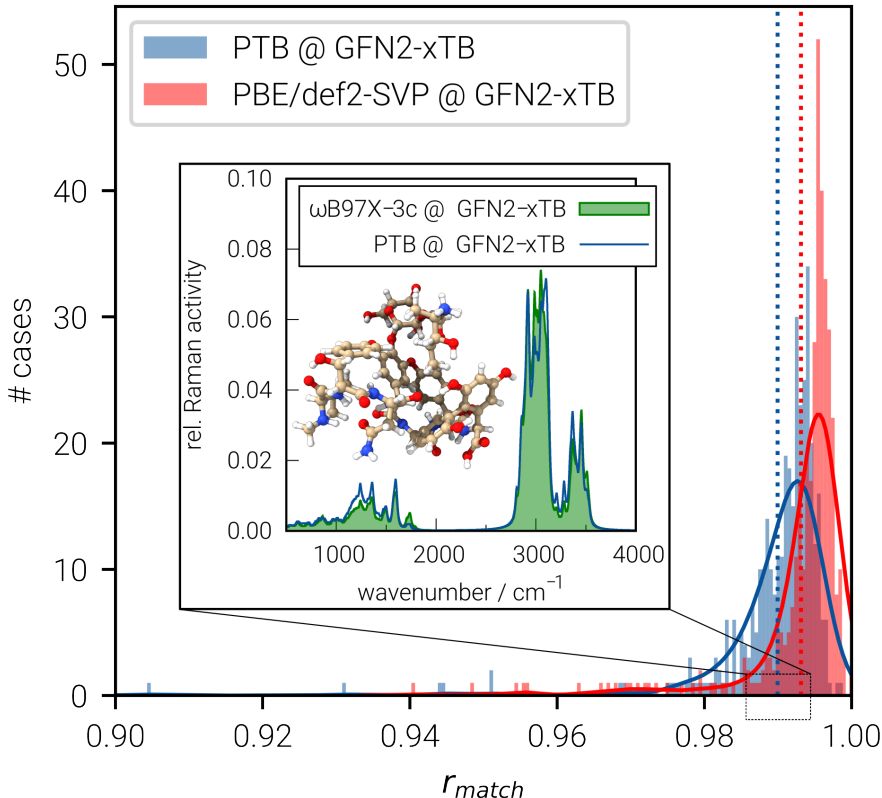 PTB @ GFN2-xTB
PBE/def2-SVP @ GFN2-xTB
# cases
50
40
30
20
10
0
ωB97X−3c @ GFN2−xTB
PTB @ GFN2−xTB
rel. Raman activity
0.10
0.08
0.06
0.04
0.02
0.00
1000 2000 3000 4000
wavenumber / cm⁻¹
0.90 0.92 0.94 0.96 0.98 1.00
r_match